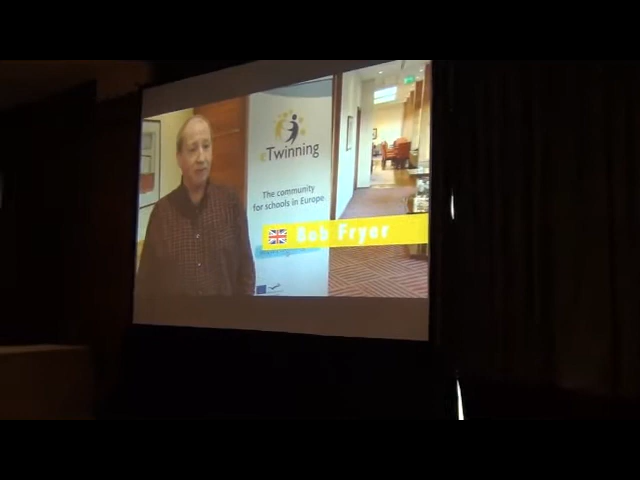 eTwinning
The community
for schools in Europe
Bob Fryer